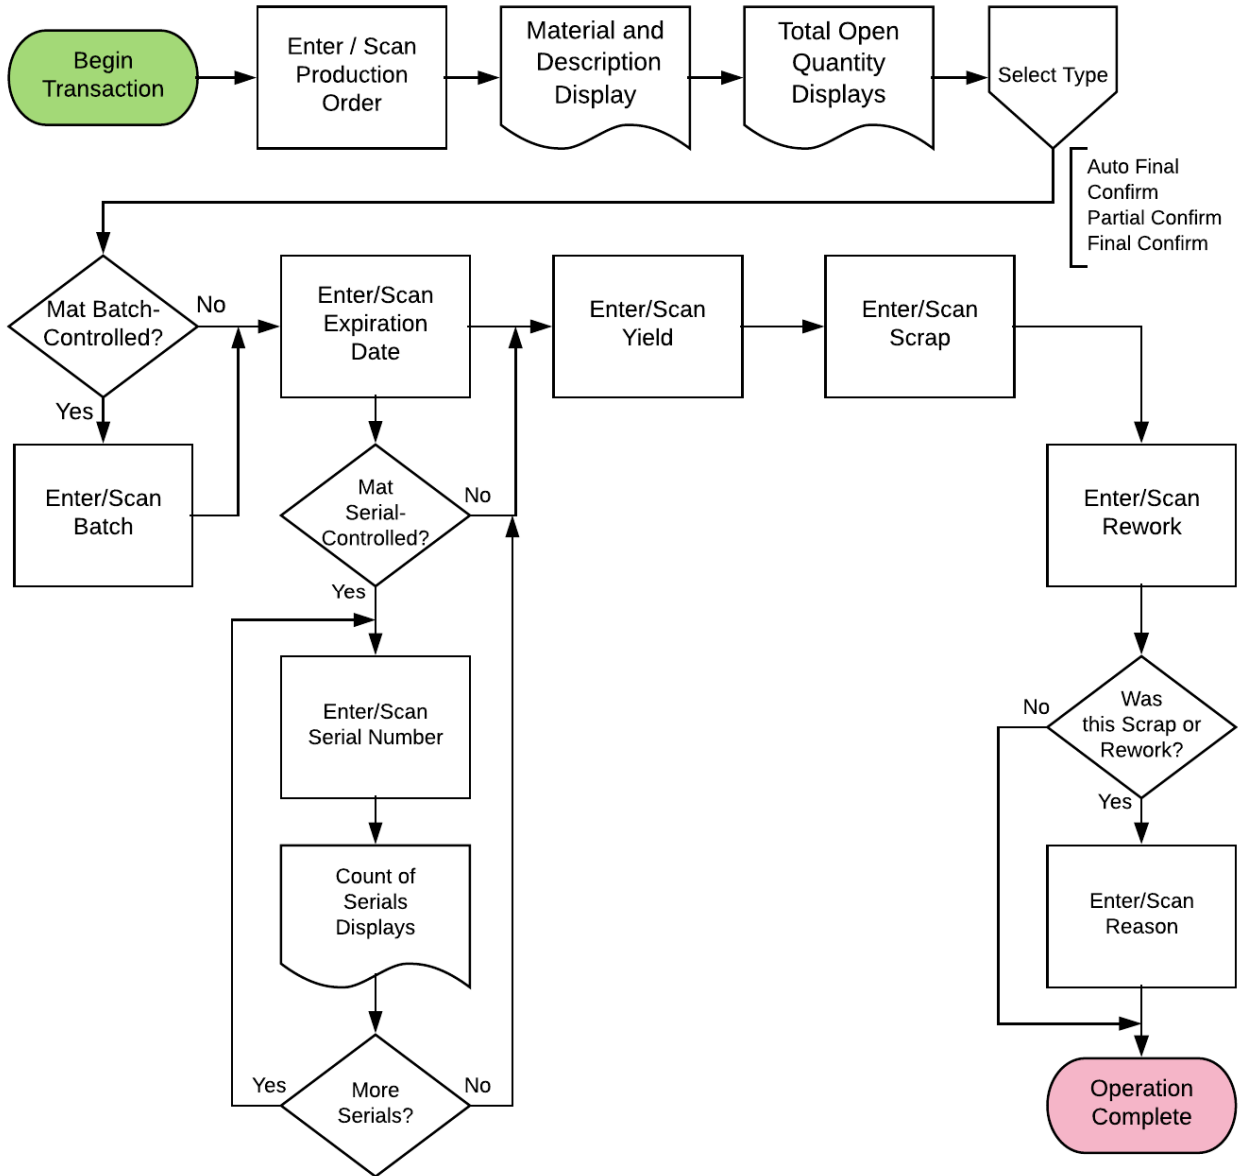 Begin
Transaction
Enter / Scan
Production
Order
Material and
Description
Display
Total Open
Quantity
Displays
Select Type
Auto Final
Confirm
Partial Confirm
Final Confirm
Mat Batch-
Controlled?
No
Yes
Enter/Scan
Batch
Enter/Scan
Expiration
Date
Enter/Scan
Yield
Enter/Scan
Scrap
Mat
Serial-
Controlled?
No
Yes
Enter/Scan
Serial Number
Count of
Serials
Displays
More
Serials?
Yes
No
Enter/Scan
Rework
Was
this Scrap or
Rework?
No
Yes
Enter/Scan
Reason
Operation
Complete